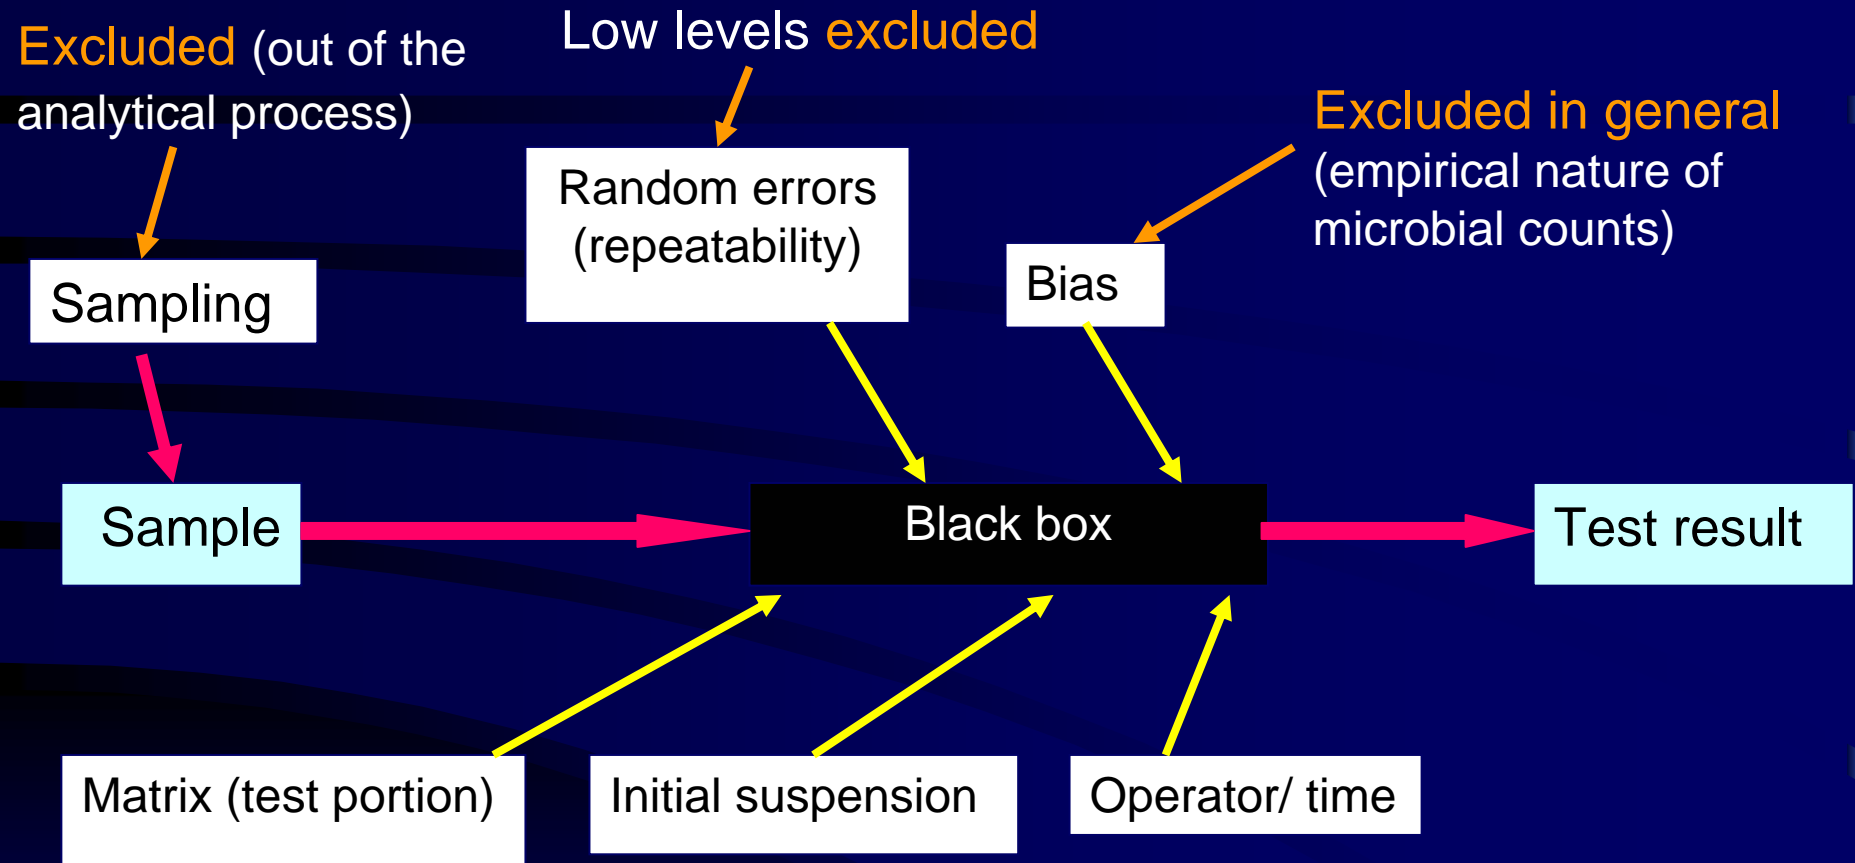 Excluded (out of the
analytical process)
Low levels excluded
Excluded in general
(empirical nature of
microbial counts)
Random errors
(repeatability)
Bias
Sampling
Sample
Black box
Test result
Matrix (test portion)
Initial suspension
Operator/ time